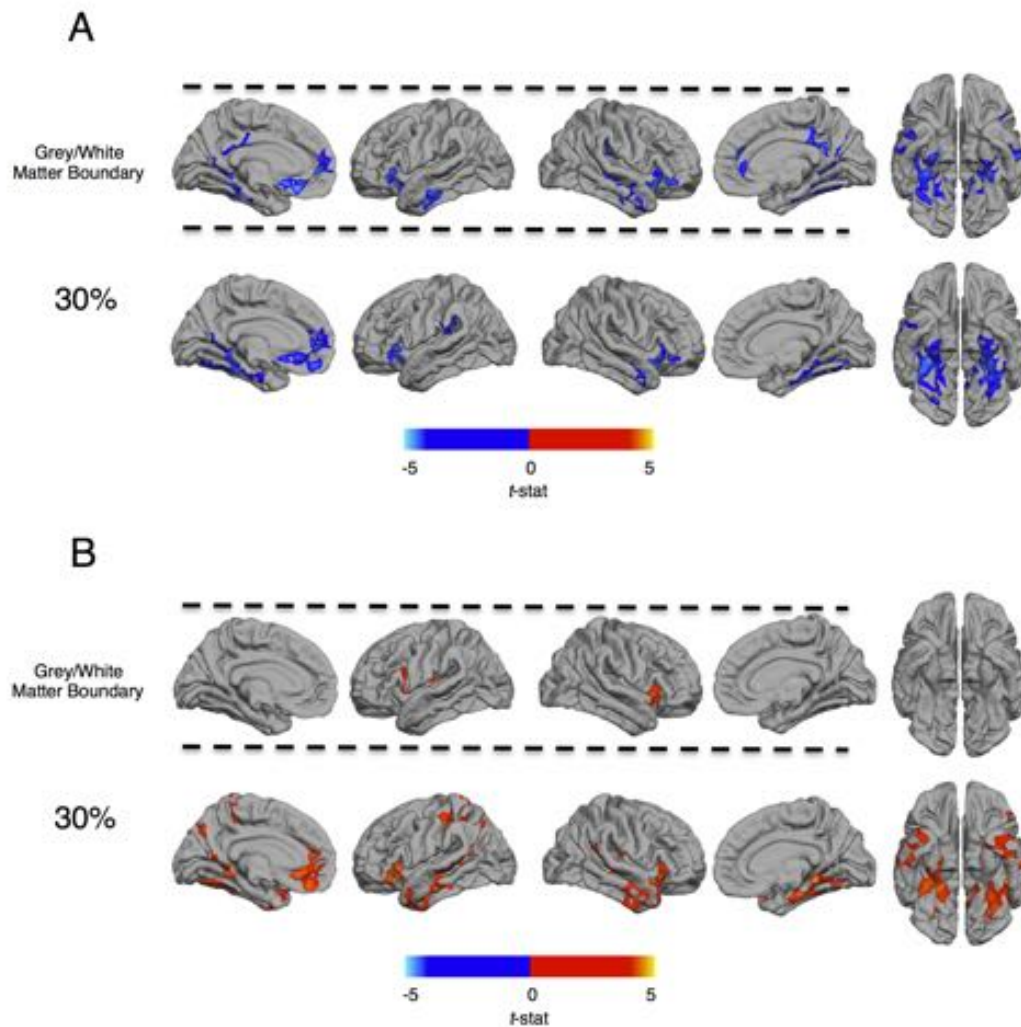 A
Grey/White
Matter Boundary
30%
-5 0 5
t-stat
B
Grey/White
Matter Boundary
30%
-5 0 5
t-stat